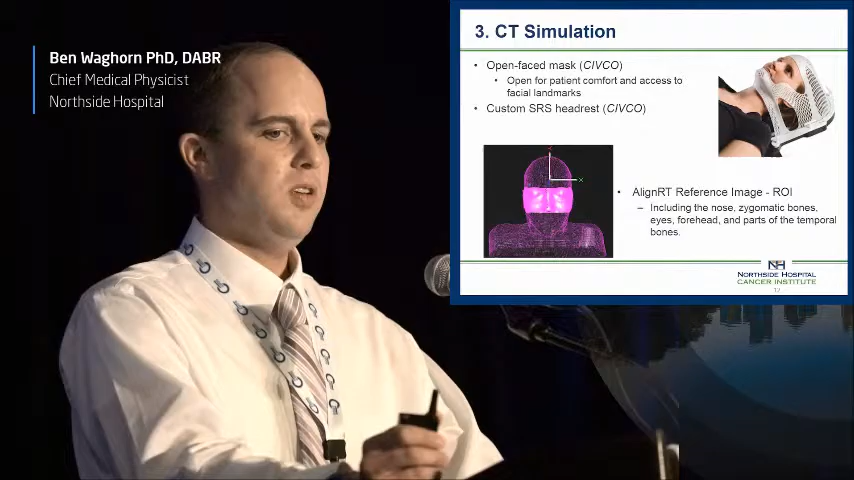 Ben Waghorn PhD, DABR
Chief Medical Physicist
Northside Hospital
3. CT Simulation
• Open-faced mask (CIVCO)
• Open for patient comfort and access to
facial landmarks
• Custom SRS headrest (CIVCO)
• AlignRT Reference Image - ROI
– Including the nose, zygomatic bones,
eyes, forehead, and parts of the temporal
bones.
NH
NORTHSIDE HOSPITAL
CANCER INSTITUTE
12